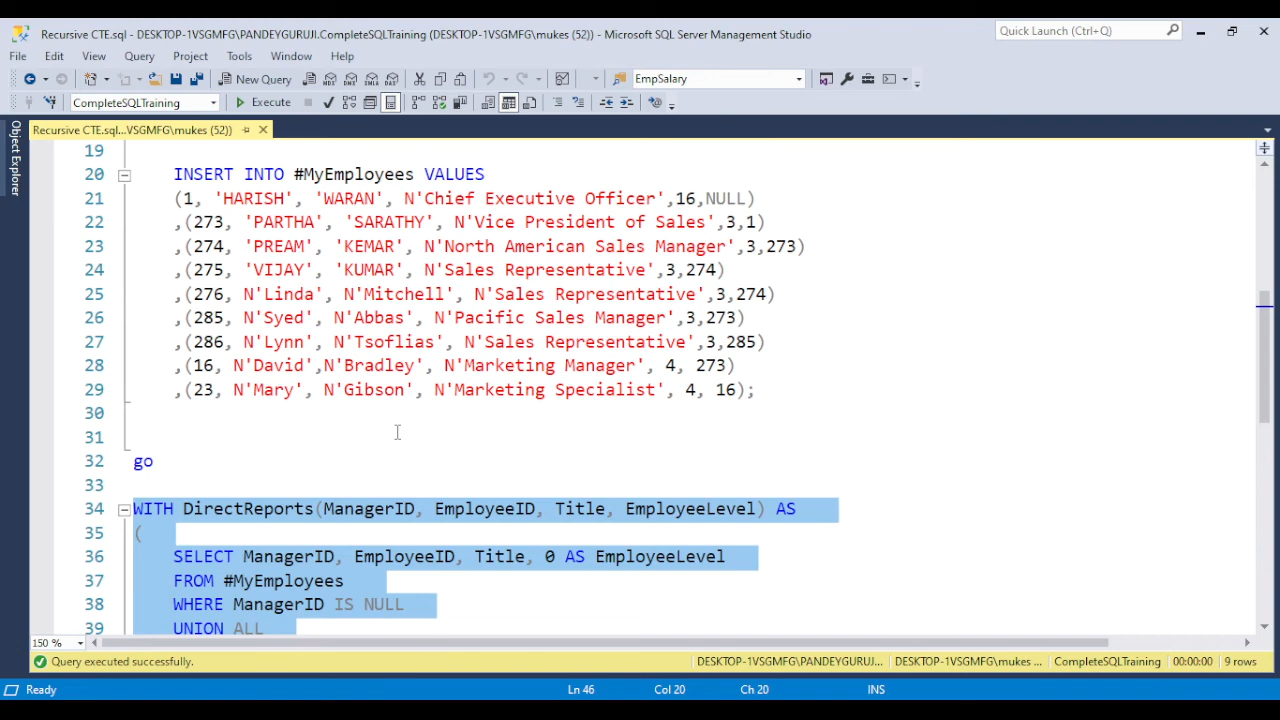 Recursive CTE.sql - DESKTOP-1VSGMFG\PANDEYGURUJI.CompleteSQLTraining (DESKTOP-1VSGMFG\mukes (52)) - Microsoft SQL Server Management Studio
Quick Launch (Ctrl+Q)
File Edit View Query Project Tools Window Help
New Query
MDX DMX XMLA DAX
EmpSalary
CompleteSQLTraining
Execute
Object Explorer
Recursive CTE.sql...VSGMFG\mukes (52))
19
20 INSERT INTO #MyEmployees VALUES
21 (1, 'HARISH', 'WARAN', N'Chief Executive Officer',16,NULL)
22 ,(273, 'PARTHA', 'SARATHY', N'Vice President of Sales',3,1)
23 ,(274, 'PREAM', 'KEMAR', N'North American Sales Manager',3,273)
24 ,(275, 'VIJAY', 'KUMAR', N'Sales Representative',3,274)
25 ,(276, N'Linda', N'Mitchell', N'Sales Representative',3,274)
26 ,(285, N'Syed', N'Abbas', N'Pacific Sales Manager',3,273)
27 ,(286, N'Lynn', N'Tsoflias', N'Sales Representative',3,285)
28 ,(16, N'David',N'Bradley', N'Marketing Manager', 4, 273)
29 ,(23, N'Mary', N'Gibson', N'Marketing Specialist', 4, 16);
30
31
32 go
33
34 WITH DirectReports(ManagerID, EmployeeID, Title, EmployeeLevel) AS
35 (
36 SELECT ManagerID, EmployeeID, Title, 0 AS EmployeeLevel
37 FROM #MyEmployees
38 WHERE ManagerID IS NULL
39 UNION ALL
150 %
Query executed successfully. DESKTOP-1VSGMFG\PANDEYGURUJI... DESKTOP-1VSGMFG\mukes ... CompleteSQLTraining 00:00:00 9 rows
Ready Ln 46 Col 20 Ch 20 INS